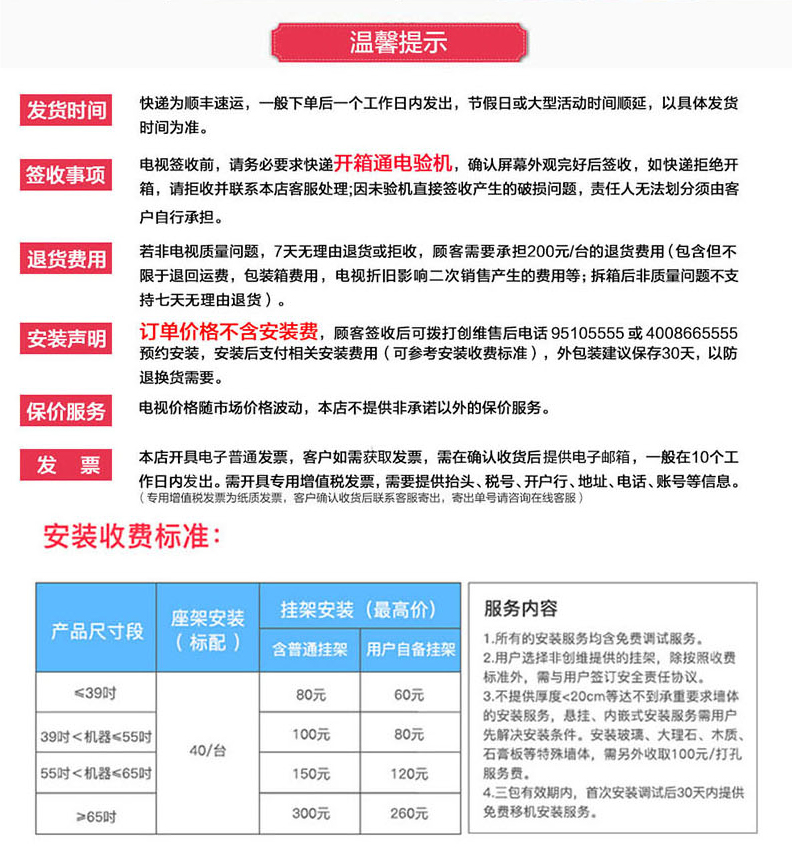 温馨提示
发货时间
快递为顺丰速运，一般下单后一个工作日内发出，节假日或大型活动时间顺延，以具体发货
时间为准。
签收事项
电视签收前，请务必要求快递开箱通电验机，确认屏幕外观完好后签收，如快递拒绝开
箱，请拒收并联系本店客服处理;因未验机直接签收产生的破损问题，责任人无法划分须由客
户自行承担。
退货费用
若非电视质量问题，7天无理由退货或拒收，顾客需要承担200元/台的退货费用（包含但不
限于退回运费，包装箱费用，电视折旧影响二次销售产生的费用等；拆箱后非质量问题不支
持七天无理由退货）。
安装声明
订单价格不含安装费，顾客签收后可拨打创维售后电话 95105555 或 4008665555
预约安装，安装后支付相关安装费用（可参考安装收费标准），外包装建议保存30天，以防
退换货需要。
保价服务
电视价格随市场价格波动，本店不提供非承诺以外的保价服务。
发 票
本店开具电子普通发票，客户如需获取发票，需在确认收货后提供电子邮箱，一般在10个工
作日内发出。需开具专用增值税发票，需要提供抬头、税号、开户行、地址、电话、账号等信息。
（专用增值税发票为纸质发票，客户确认收货后联系客服寄出，寄出单号请咨询在线客服）
安装收费标准：
产品尺寸段
座架安装
（标配）
挂架安装（最高价）
含普通挂架
用户自备挂架
≤39吋
80元
60元
39吋＜机器≤55吋
100元
80元
40/台
55吋＜机器≤65吋
150元
120元
≥65吋
300元
260元
服务内容
1.所有的安装服务均含免费调试服务。
2.用户选择非创维提供的挂架，除按照收费
标准外，需与用户签订安全责任协议。
3.不提供厚度<20cm等达不到承重要求墙体
的安装服务，悬挂、内嵌式安装服务需用户
先解决安装条件。安装玻璃、大理石、木质、
石膏板等特殊墙体，需另外收取100元/打孔
服务费。
4.三包有效期内，首次安装调试后30天内提供
免费移机安装服务。